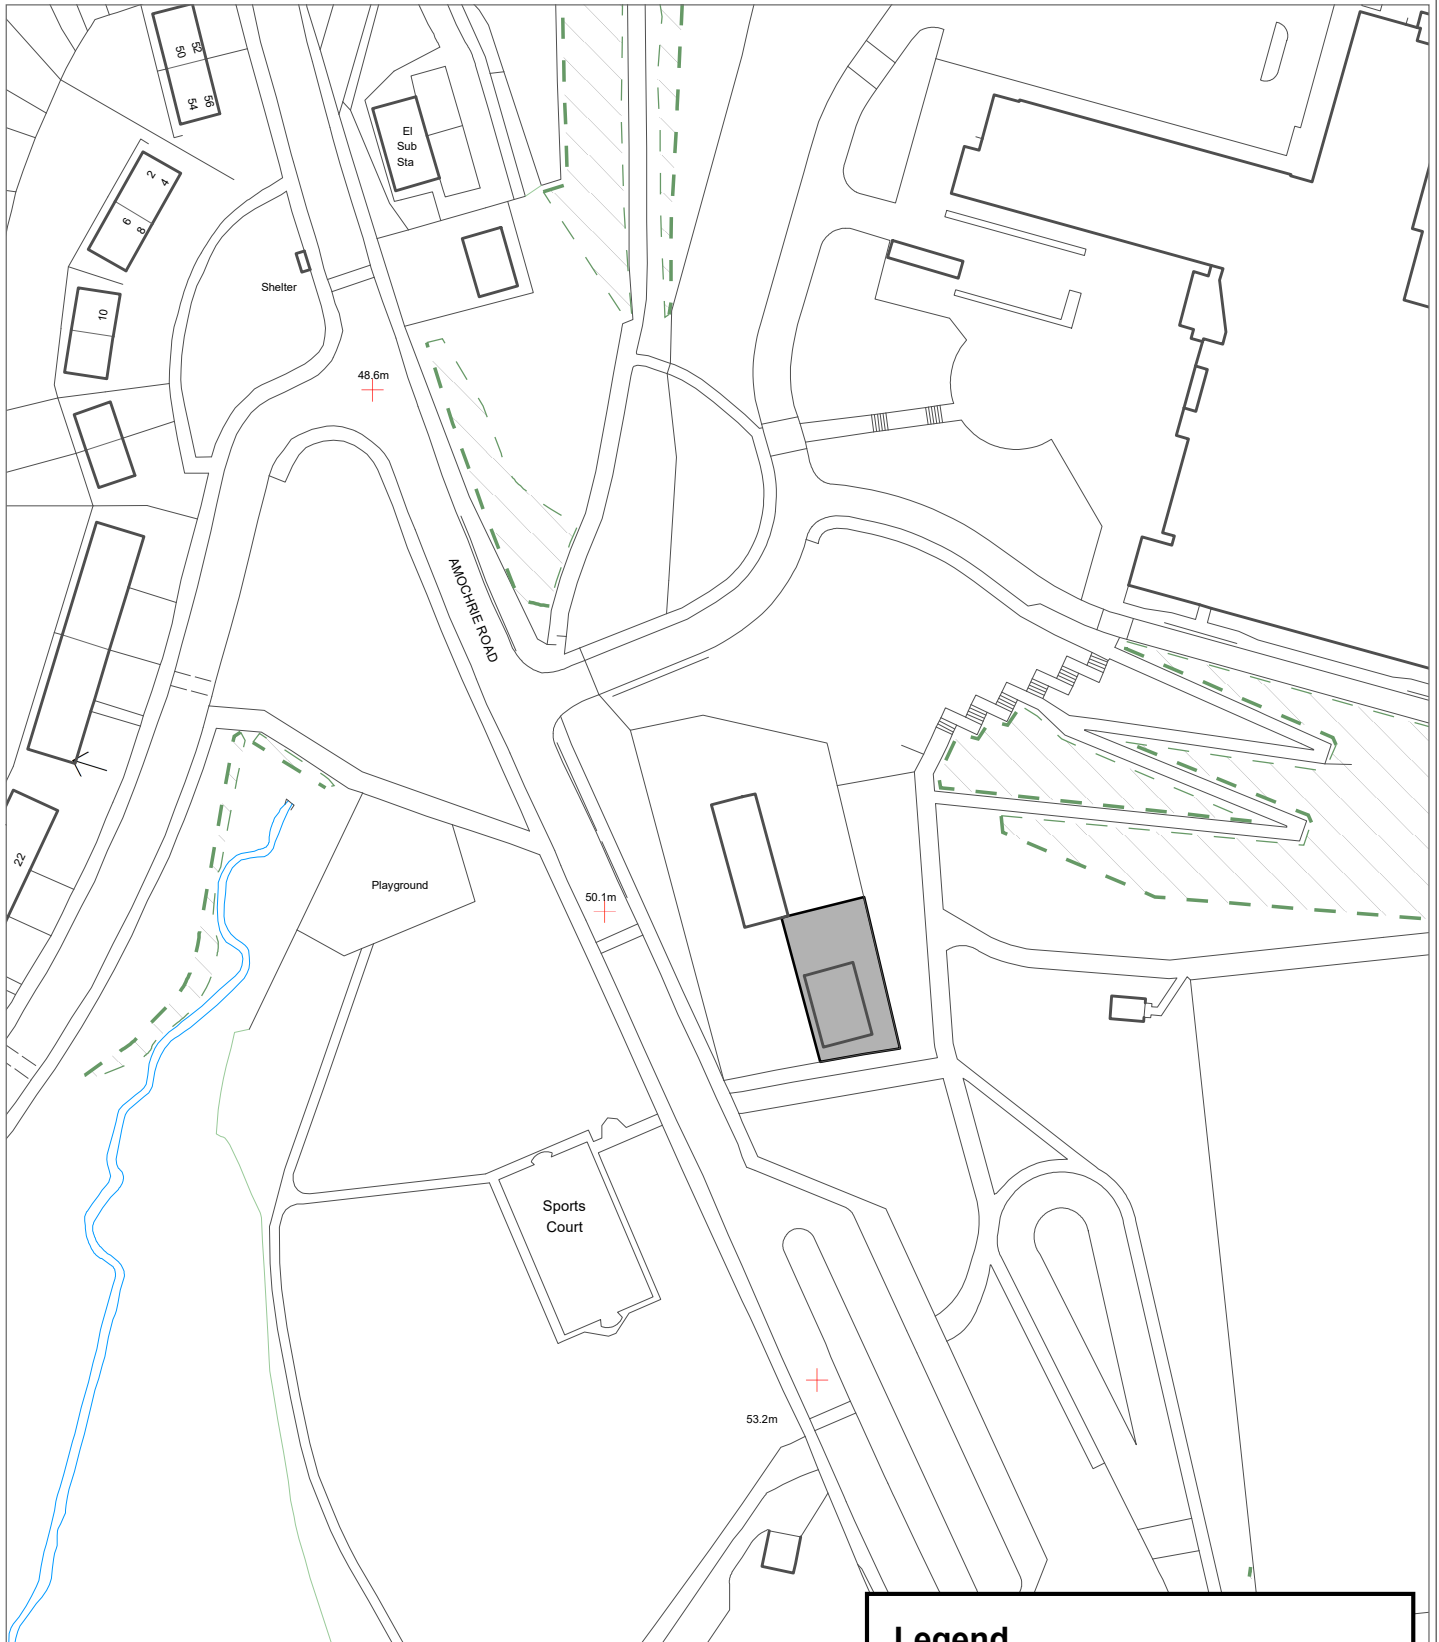 50
52
54
56
El
Sub
Sta
2
4
6
8
Shelter
10
48.6m
AMOCHRIE ROAD
22
Playground
50.1m
Sports
Court
53.2m
Legend